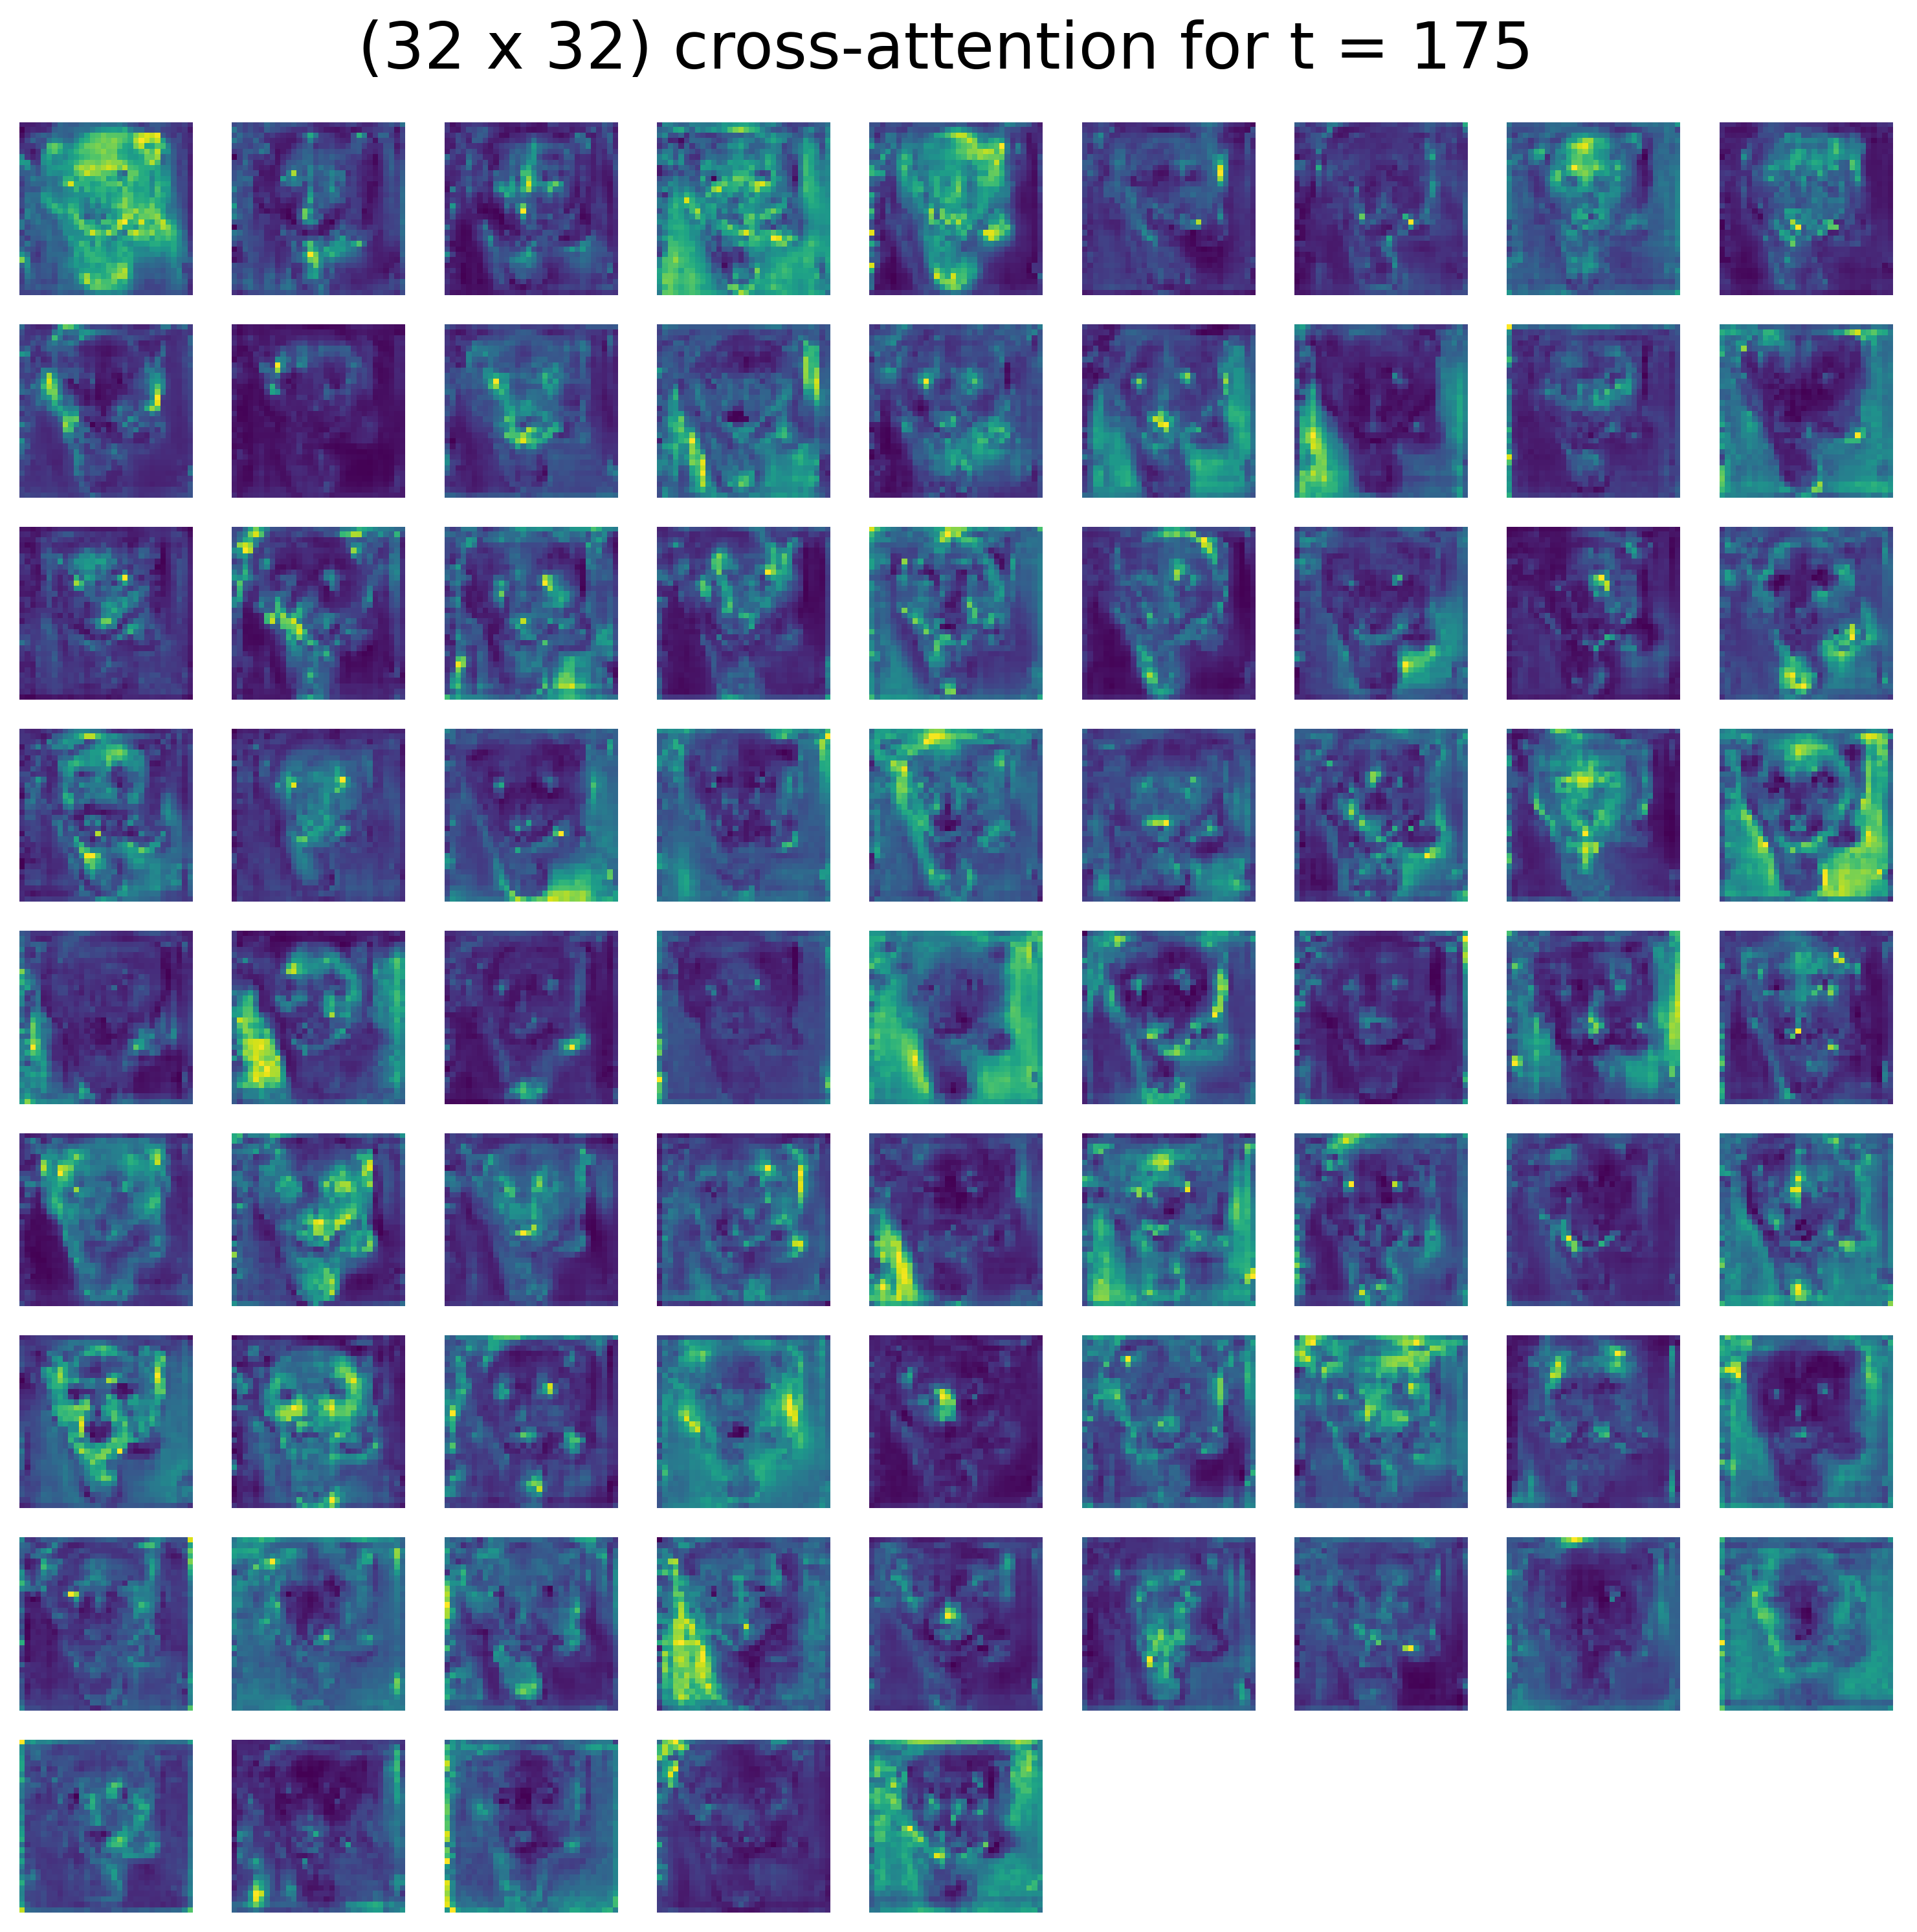 (32 x 32) cross-attention for t = 175